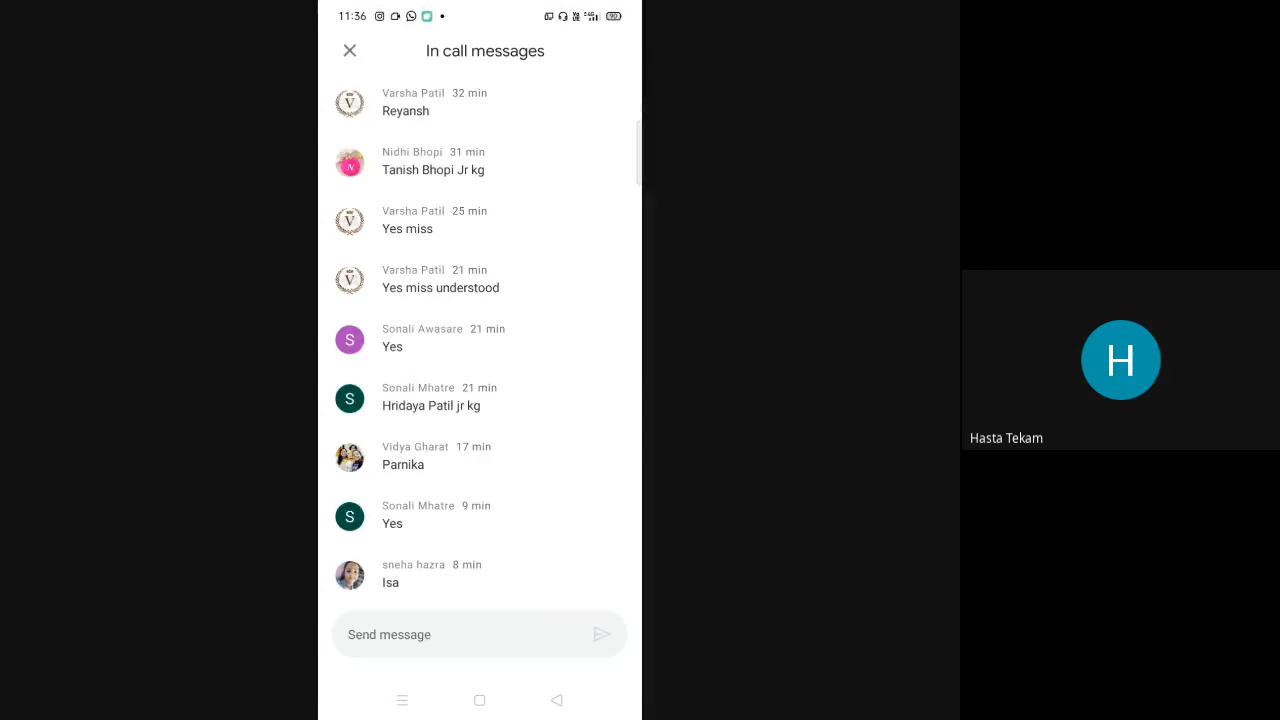 11:36
In call messages
Varsha Patil 32 min
Reyansh
Nidhi Bhopi 31 min
Tanish Bhopi Jr kg
Varsha Patil 25 min
Yes miss
Varsha Patil 21 min
Yes miss understood
Sonali Awasare 21 min
Yes
Sonali Mhatre 21 min
Hridaya Patil jr kg
Vidya Gharat 17 min
Parnika
Sonali Mhatre 9 min
Yes
sneha hazra 8 min
Isa
Send message
V
N
V
V
S
S
S
H
Hasta Tekam